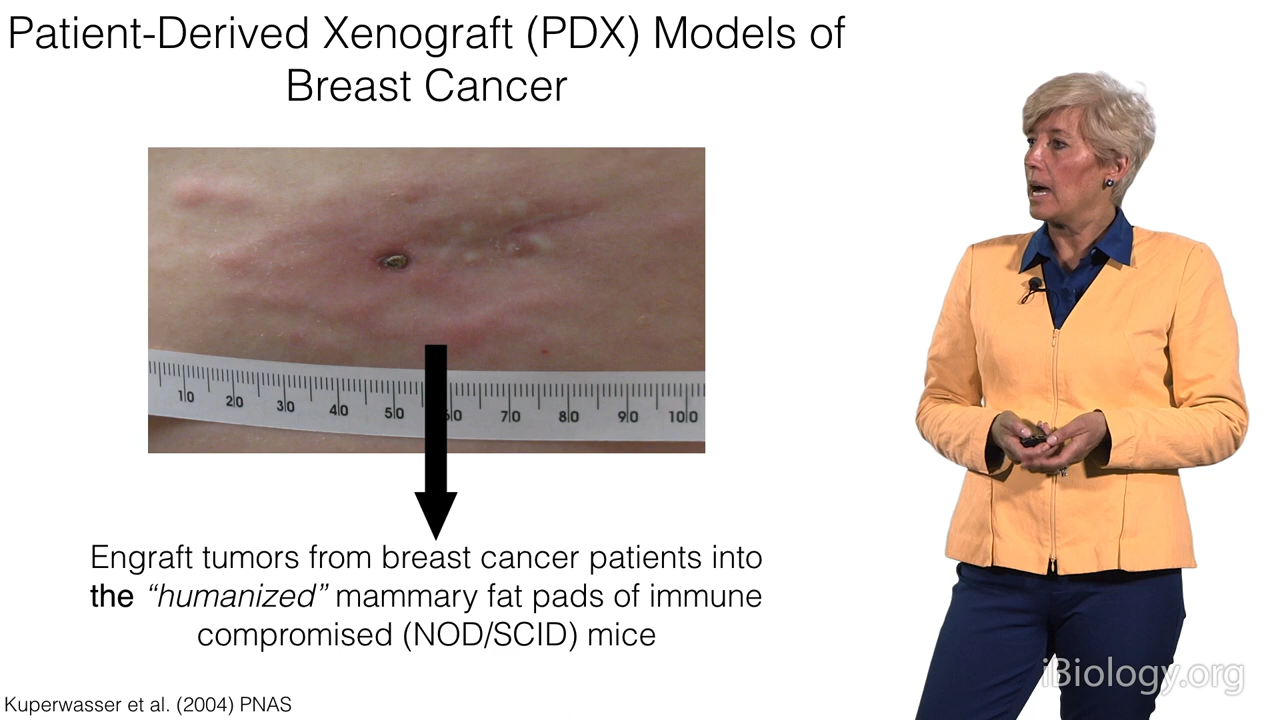 Patient-Derived Xenograft (PDX) Models of
Breast Cancer
10 20 30 40 50 60 70 80 90 100
Engraft tumors from breast cancer patients into
the “humanized” mammary fat pads of immune
compromised (NOD/SCID) mice
iBiology.org
Kuperwasser et al. (2004) PNAS